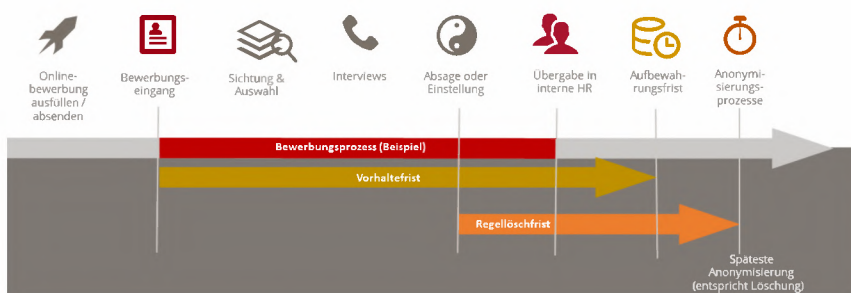 Online-
bewerbung
ausfüllen /
absenden
Bewerbungs-
eingang
Sichtung &
Auswahl
Interviews
Absage oder
Einstellung
Übergabe in
interne HR
Aufbewah-
rungsfrist
Anonymi-
sierungs-
prozesse
Bewerbungsprozess (Beispiel)
Vorhaltefrist
Regellöschfrist
Späteste
Anonymisierung
(entspricht Löschung)